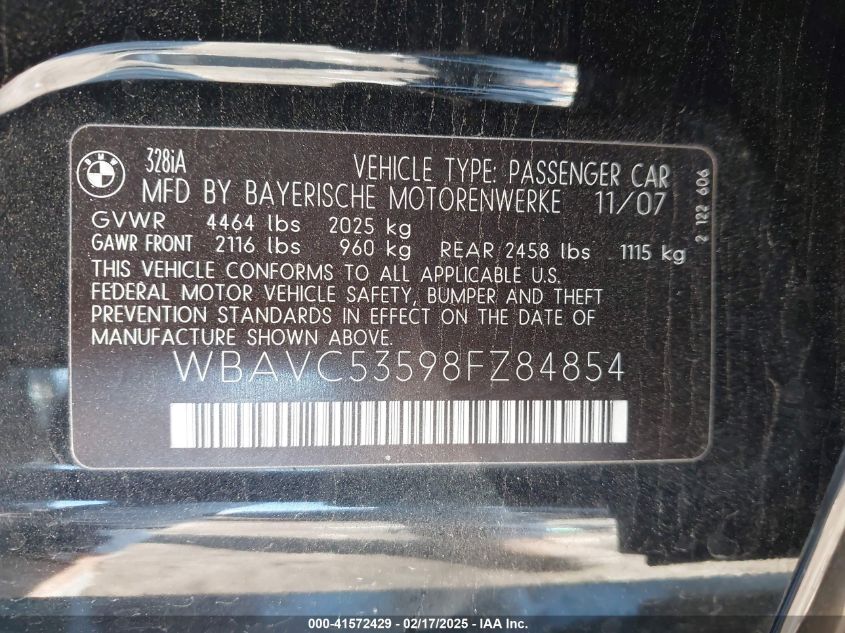 BMW
328iA
VEHICLE TYPE: PASSENGER CAR
MFD BY BAYERISCHE MOTORENWERKE 11/07
GVWR 4464 lbs 2025 kg
GAWR FRONT 2116 lbs 960 kg REAR 2458 lbs 1115 kg
THIS VEHICLE CONFORMS TO ALL APPLICABLE U.S.
FEDERAL MOTOR VEHICLE SAFETY, BUMPER AND THEFT
PREVENTION STANDARDS IN EFFECT ON THE DATE OF
MANUFACTURE SHOWN ABOVE.
WBAVC53598FZ84854
2 122 606
000-41572429 - 02/17/2025 - IAA Inc.